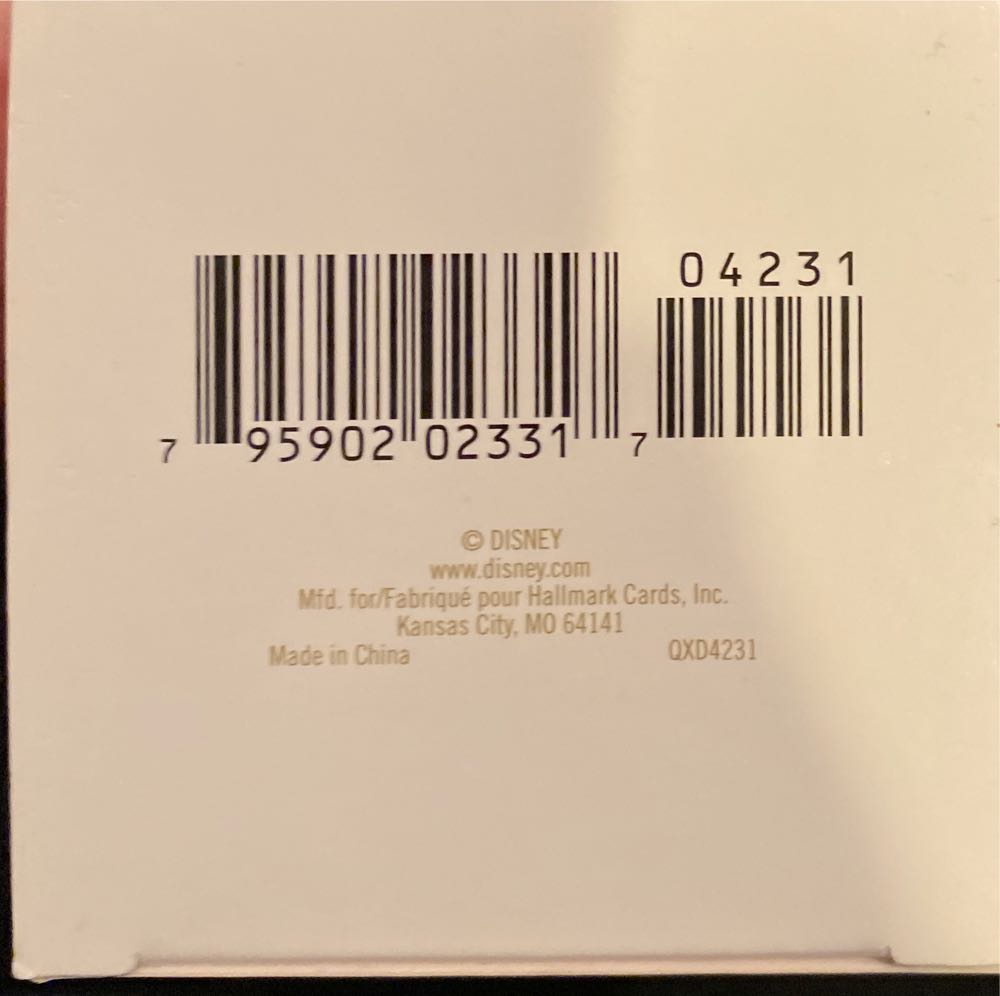 04231
7 95902 02331 7
© DISNEY
www.disney.com
Mfd. for/Fabriqué pour Hallmark Cards, Inc.
Kansas City, MO 64141
Made in China QXD4231